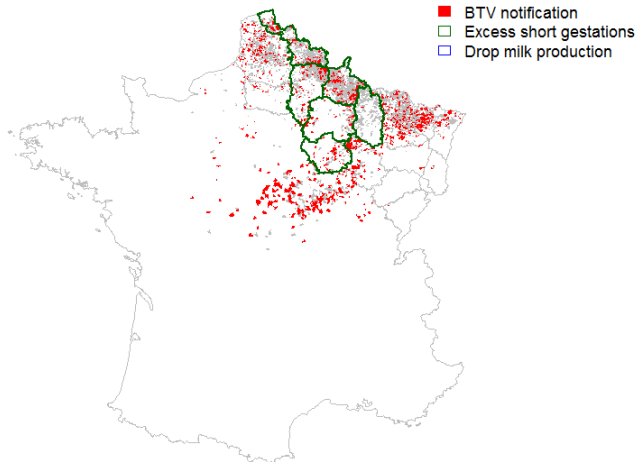 BTV notification
Excess short gestations
Drop milk production